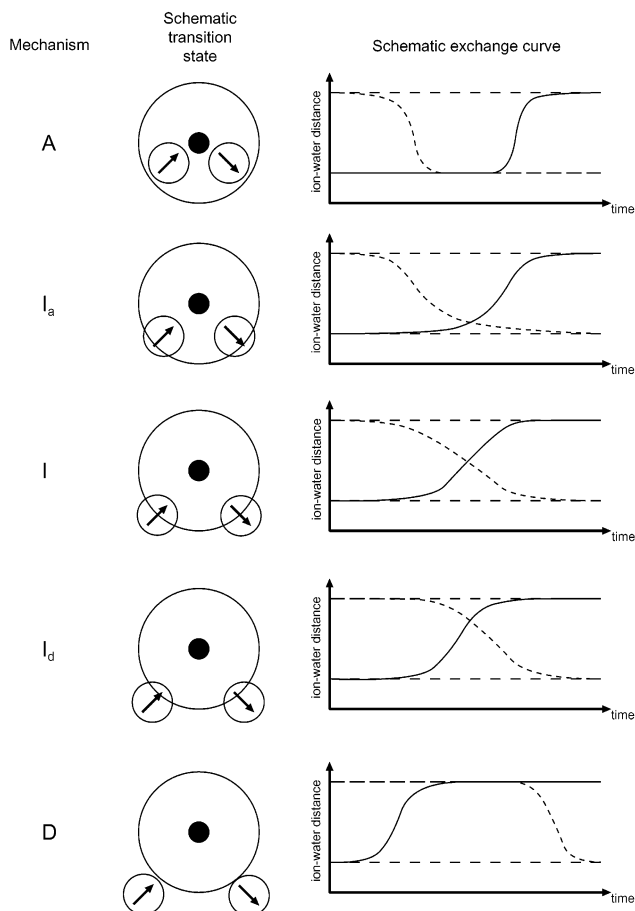 Mechanism
Schematic
transition
state
Schematic exchange curve
A
ion-water distance
time
Iₐ
ion-water distance
time
I
ion-water distance
time
I_d
ion-water distance
time
D
ion-water distance
time